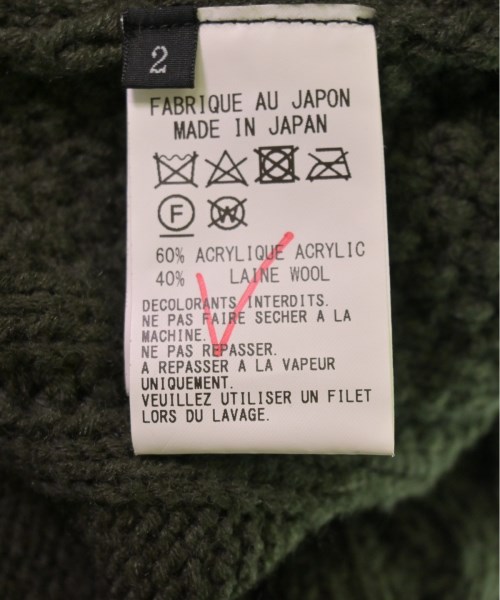 2
FABRIQUE AU JAPON
MADE IN JAPAN
F
W
60% ACRYLIQUE ACRYLIC
40% LAINE WOOL
DECOLORANTS INTERDITS.
NE PAS FAIRE SECHER A LA
MACHINE.
NE PAS REPASSER.
A REPASSER A LA VAPEUR
UNIQUEMENT.
VEUILLEZ UTILISER UN FILET
LORS DU LAVAGE.